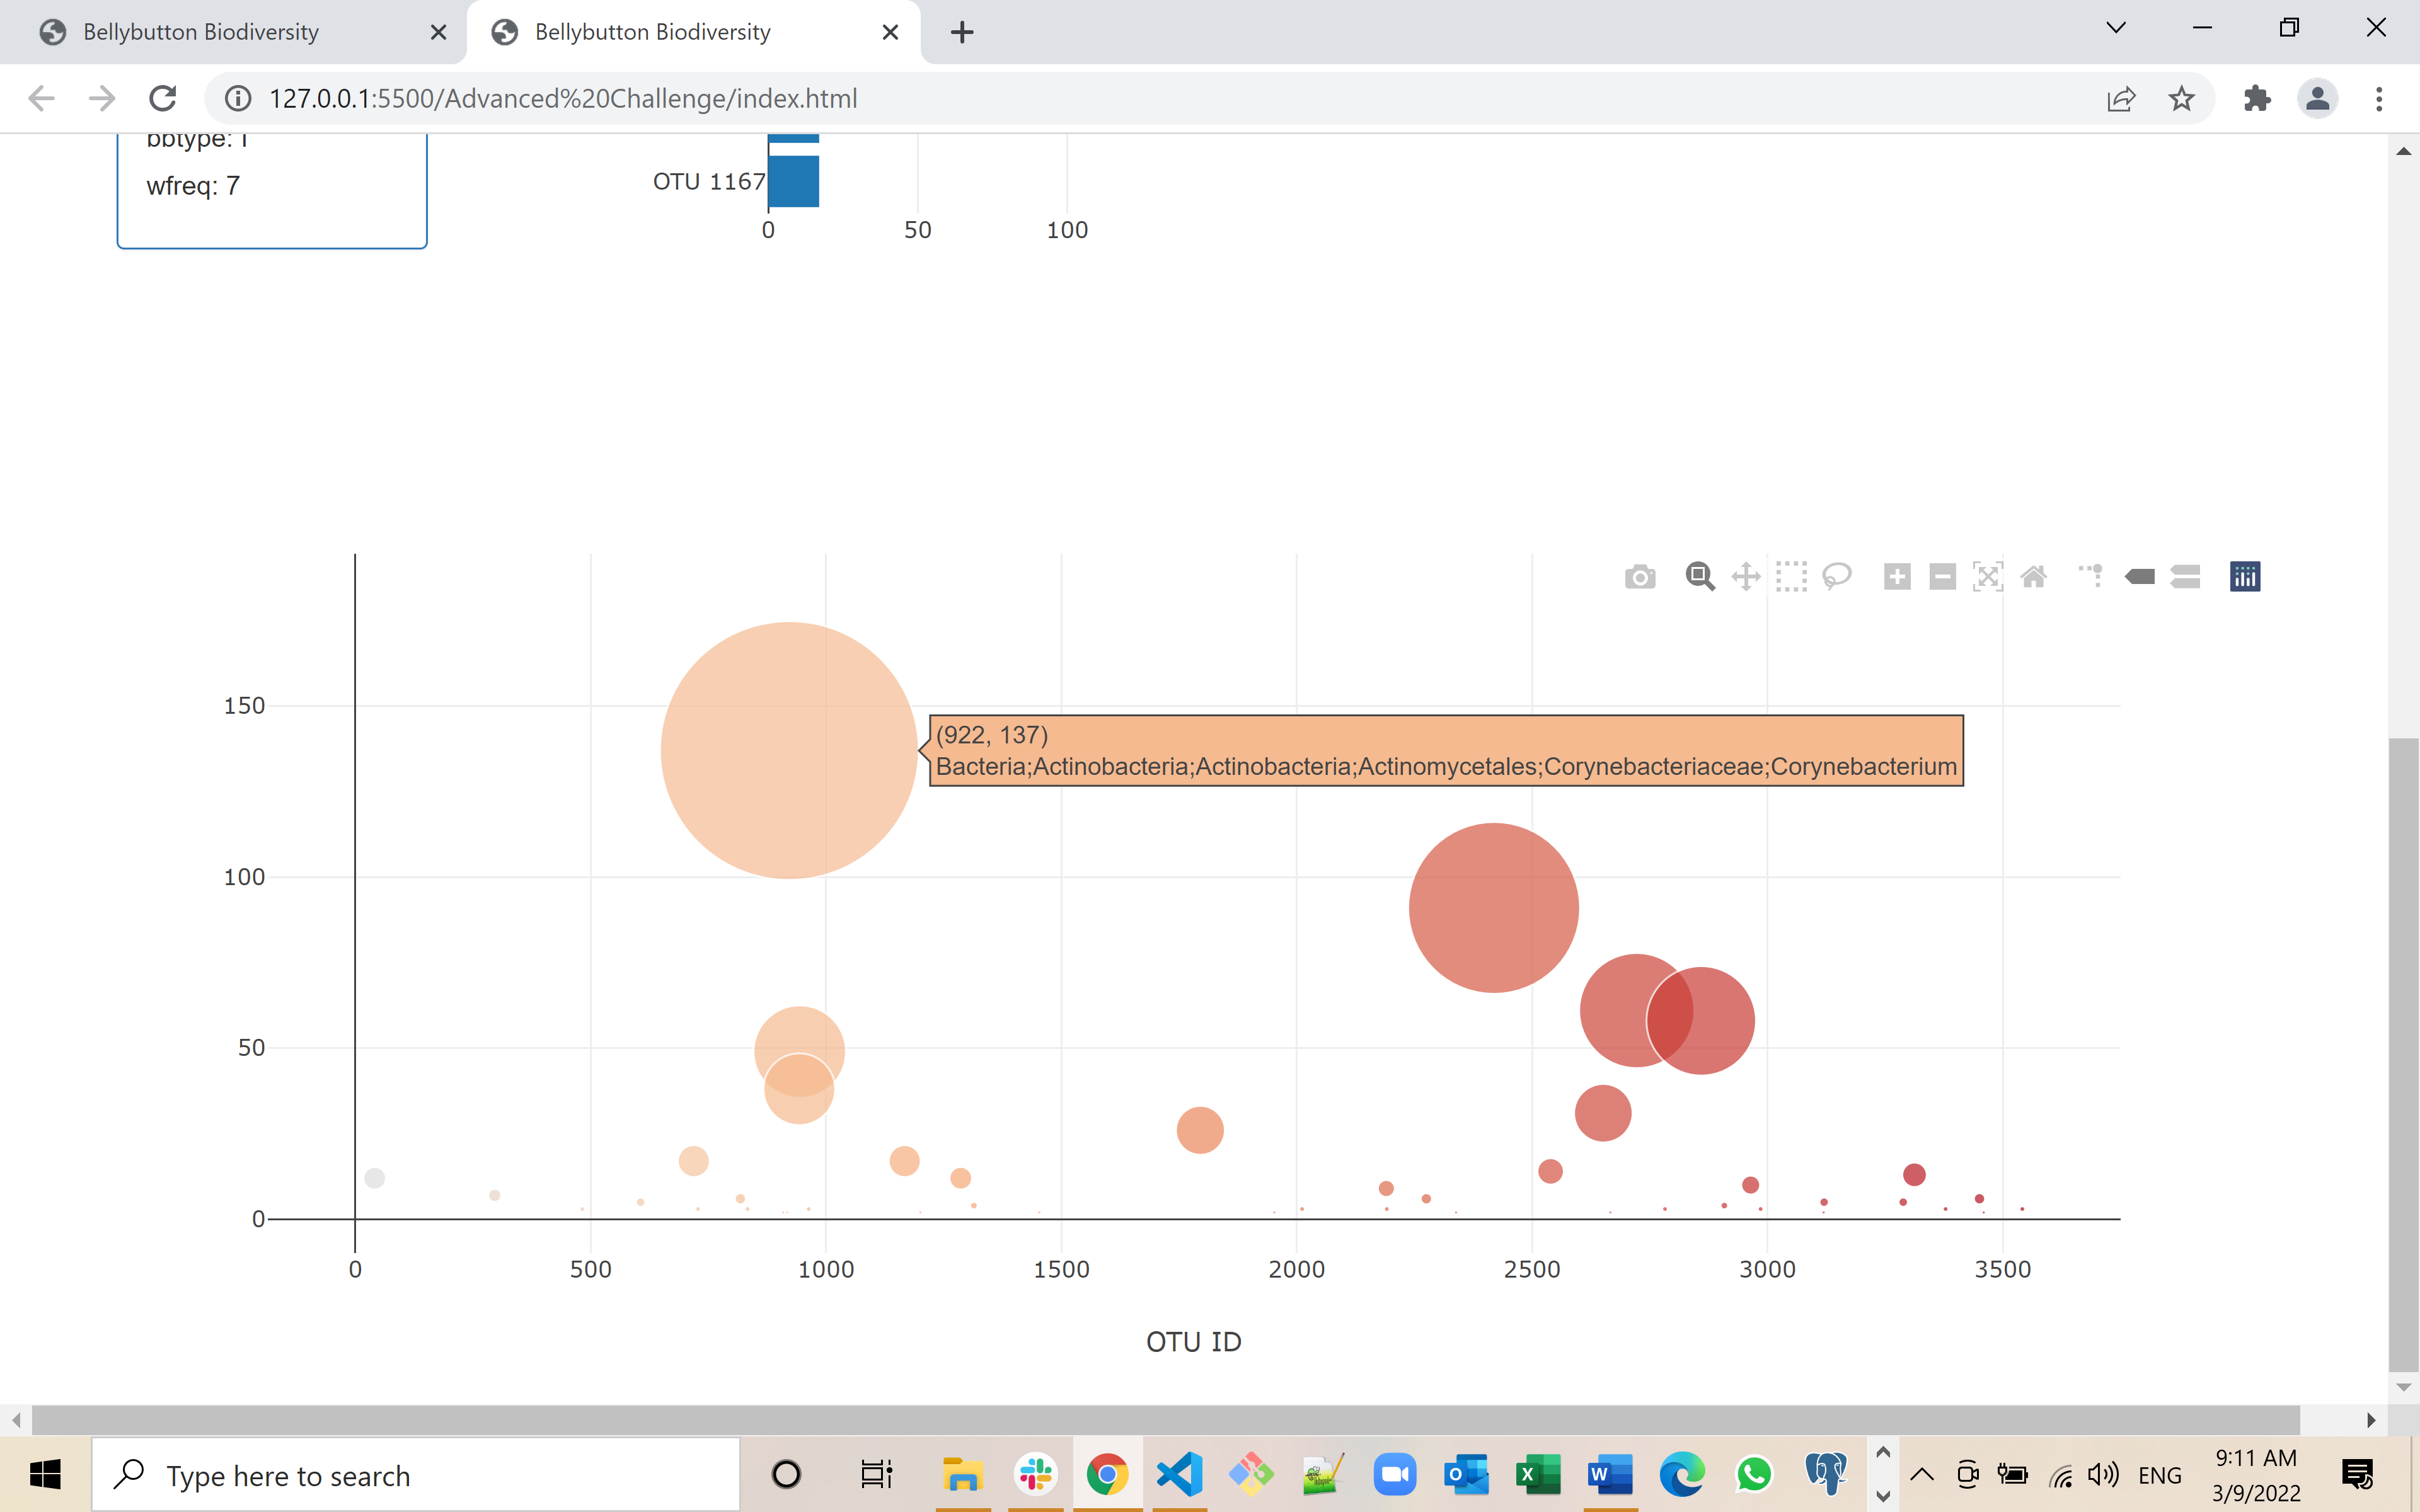 Bellybutton Biodiversity
Bellybutton Biodiversity
127.0.0.1:5500/Advanced%20Challenge/index.html
bbtype: I
wfreq: 7
OTU 1167
0 50 100
150
(922, 137)
Bacteria;Actinobacteria;Actinobacteria;Actinomycetales;Corynebacteriaceae;Corynebacterium
100
50
0
0 500 1000 1500 2000 2500 3000 3500
OTU ID
Type here to search
ENG
9:11 AM
3/9/2022